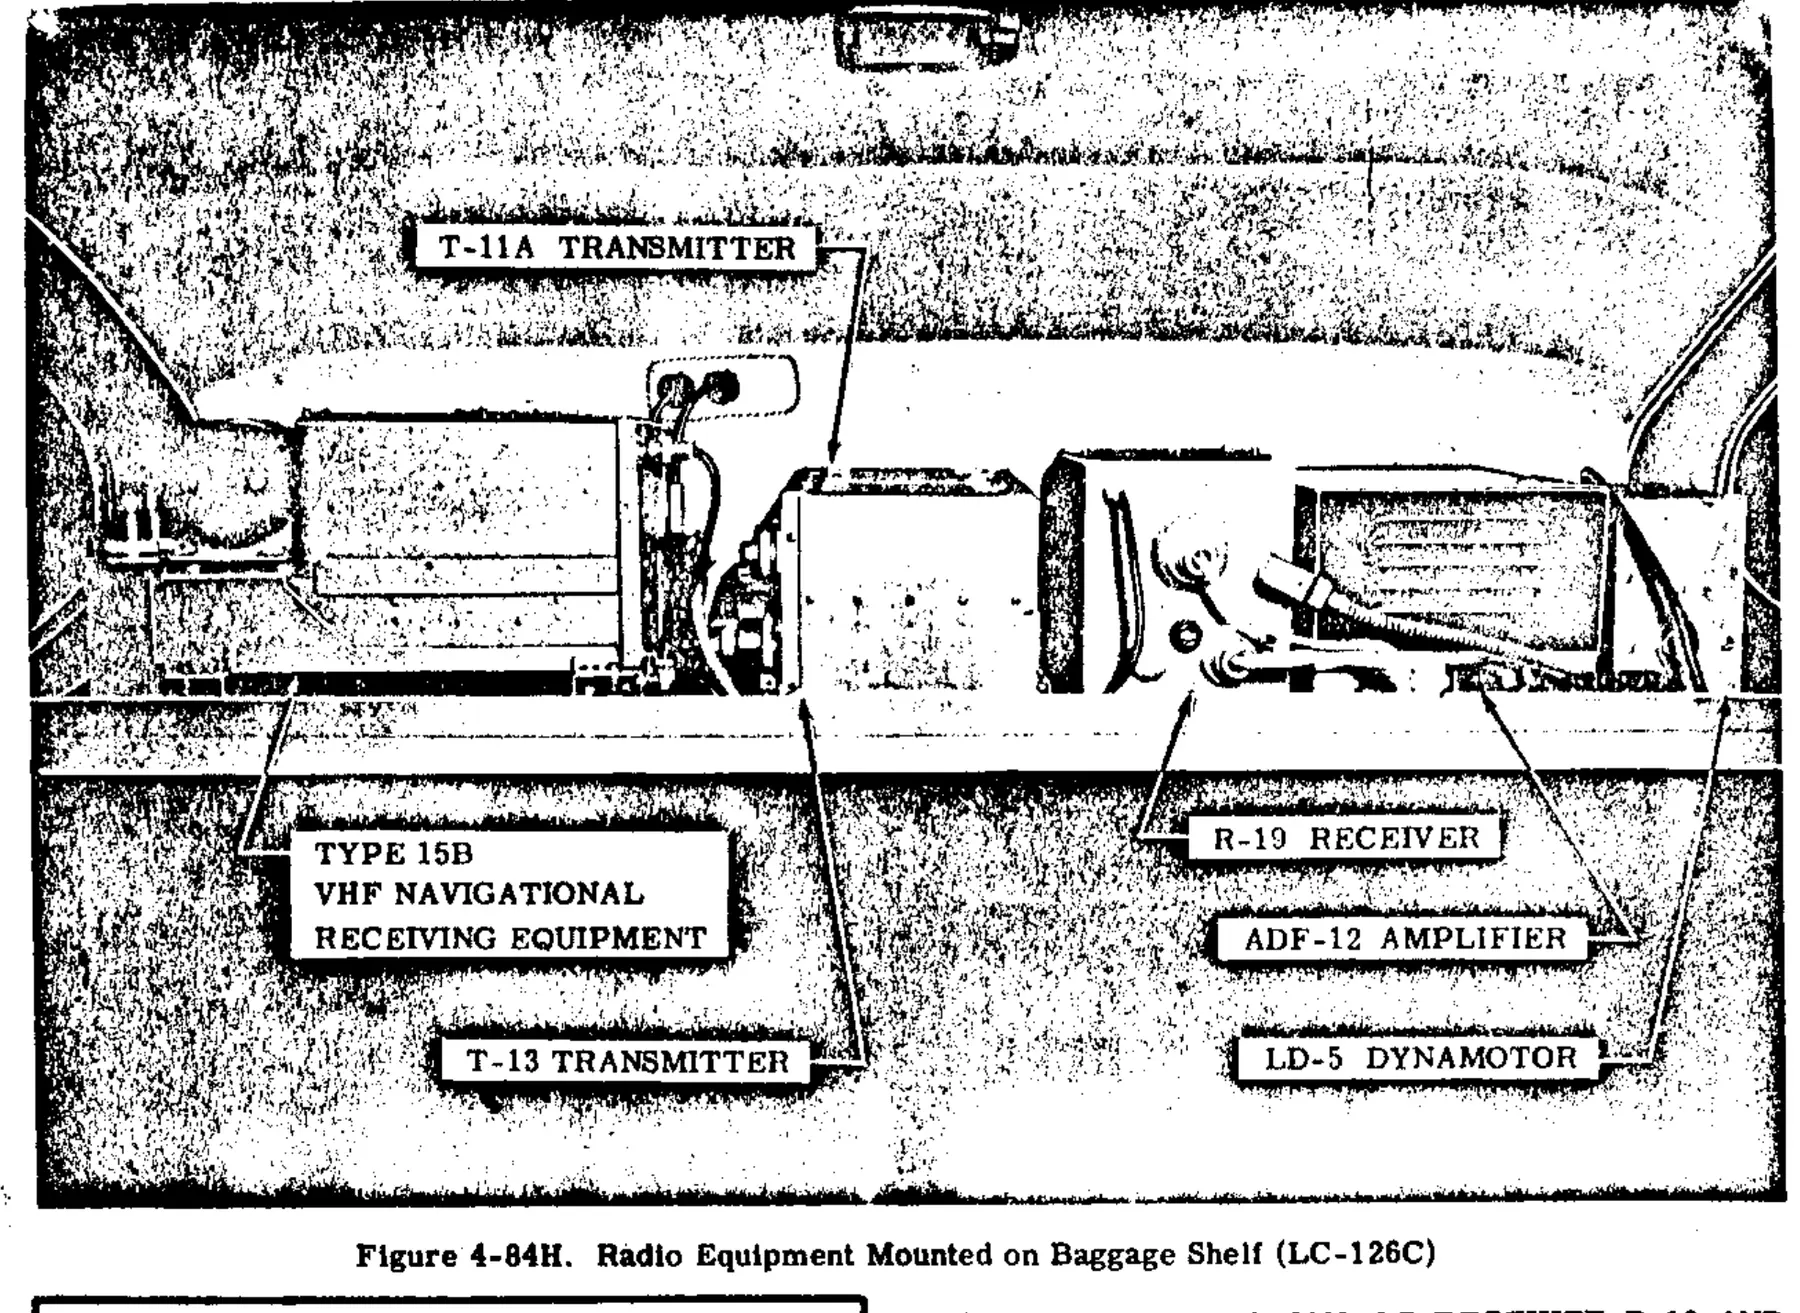 T-11A TRANSMITTER
TYPE 15B
VHF NAVIGATIONAL
RECEIVING EQUIPMENT
R-19 RECEIVER
ADF-12 AMPLIFIER
T-13 TRANSMITTER
LD-5 DYNAMOTOR
Figure 4-84H. Radio Equipment Mounted on Baggage Shelf (LC-126C)